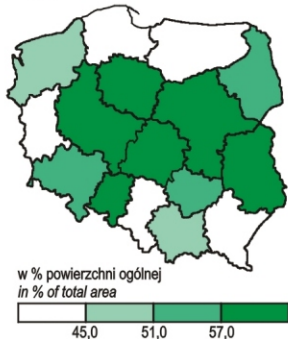 w % powierzchni ogólnej
in % of total area
45,0 51,0 57,0